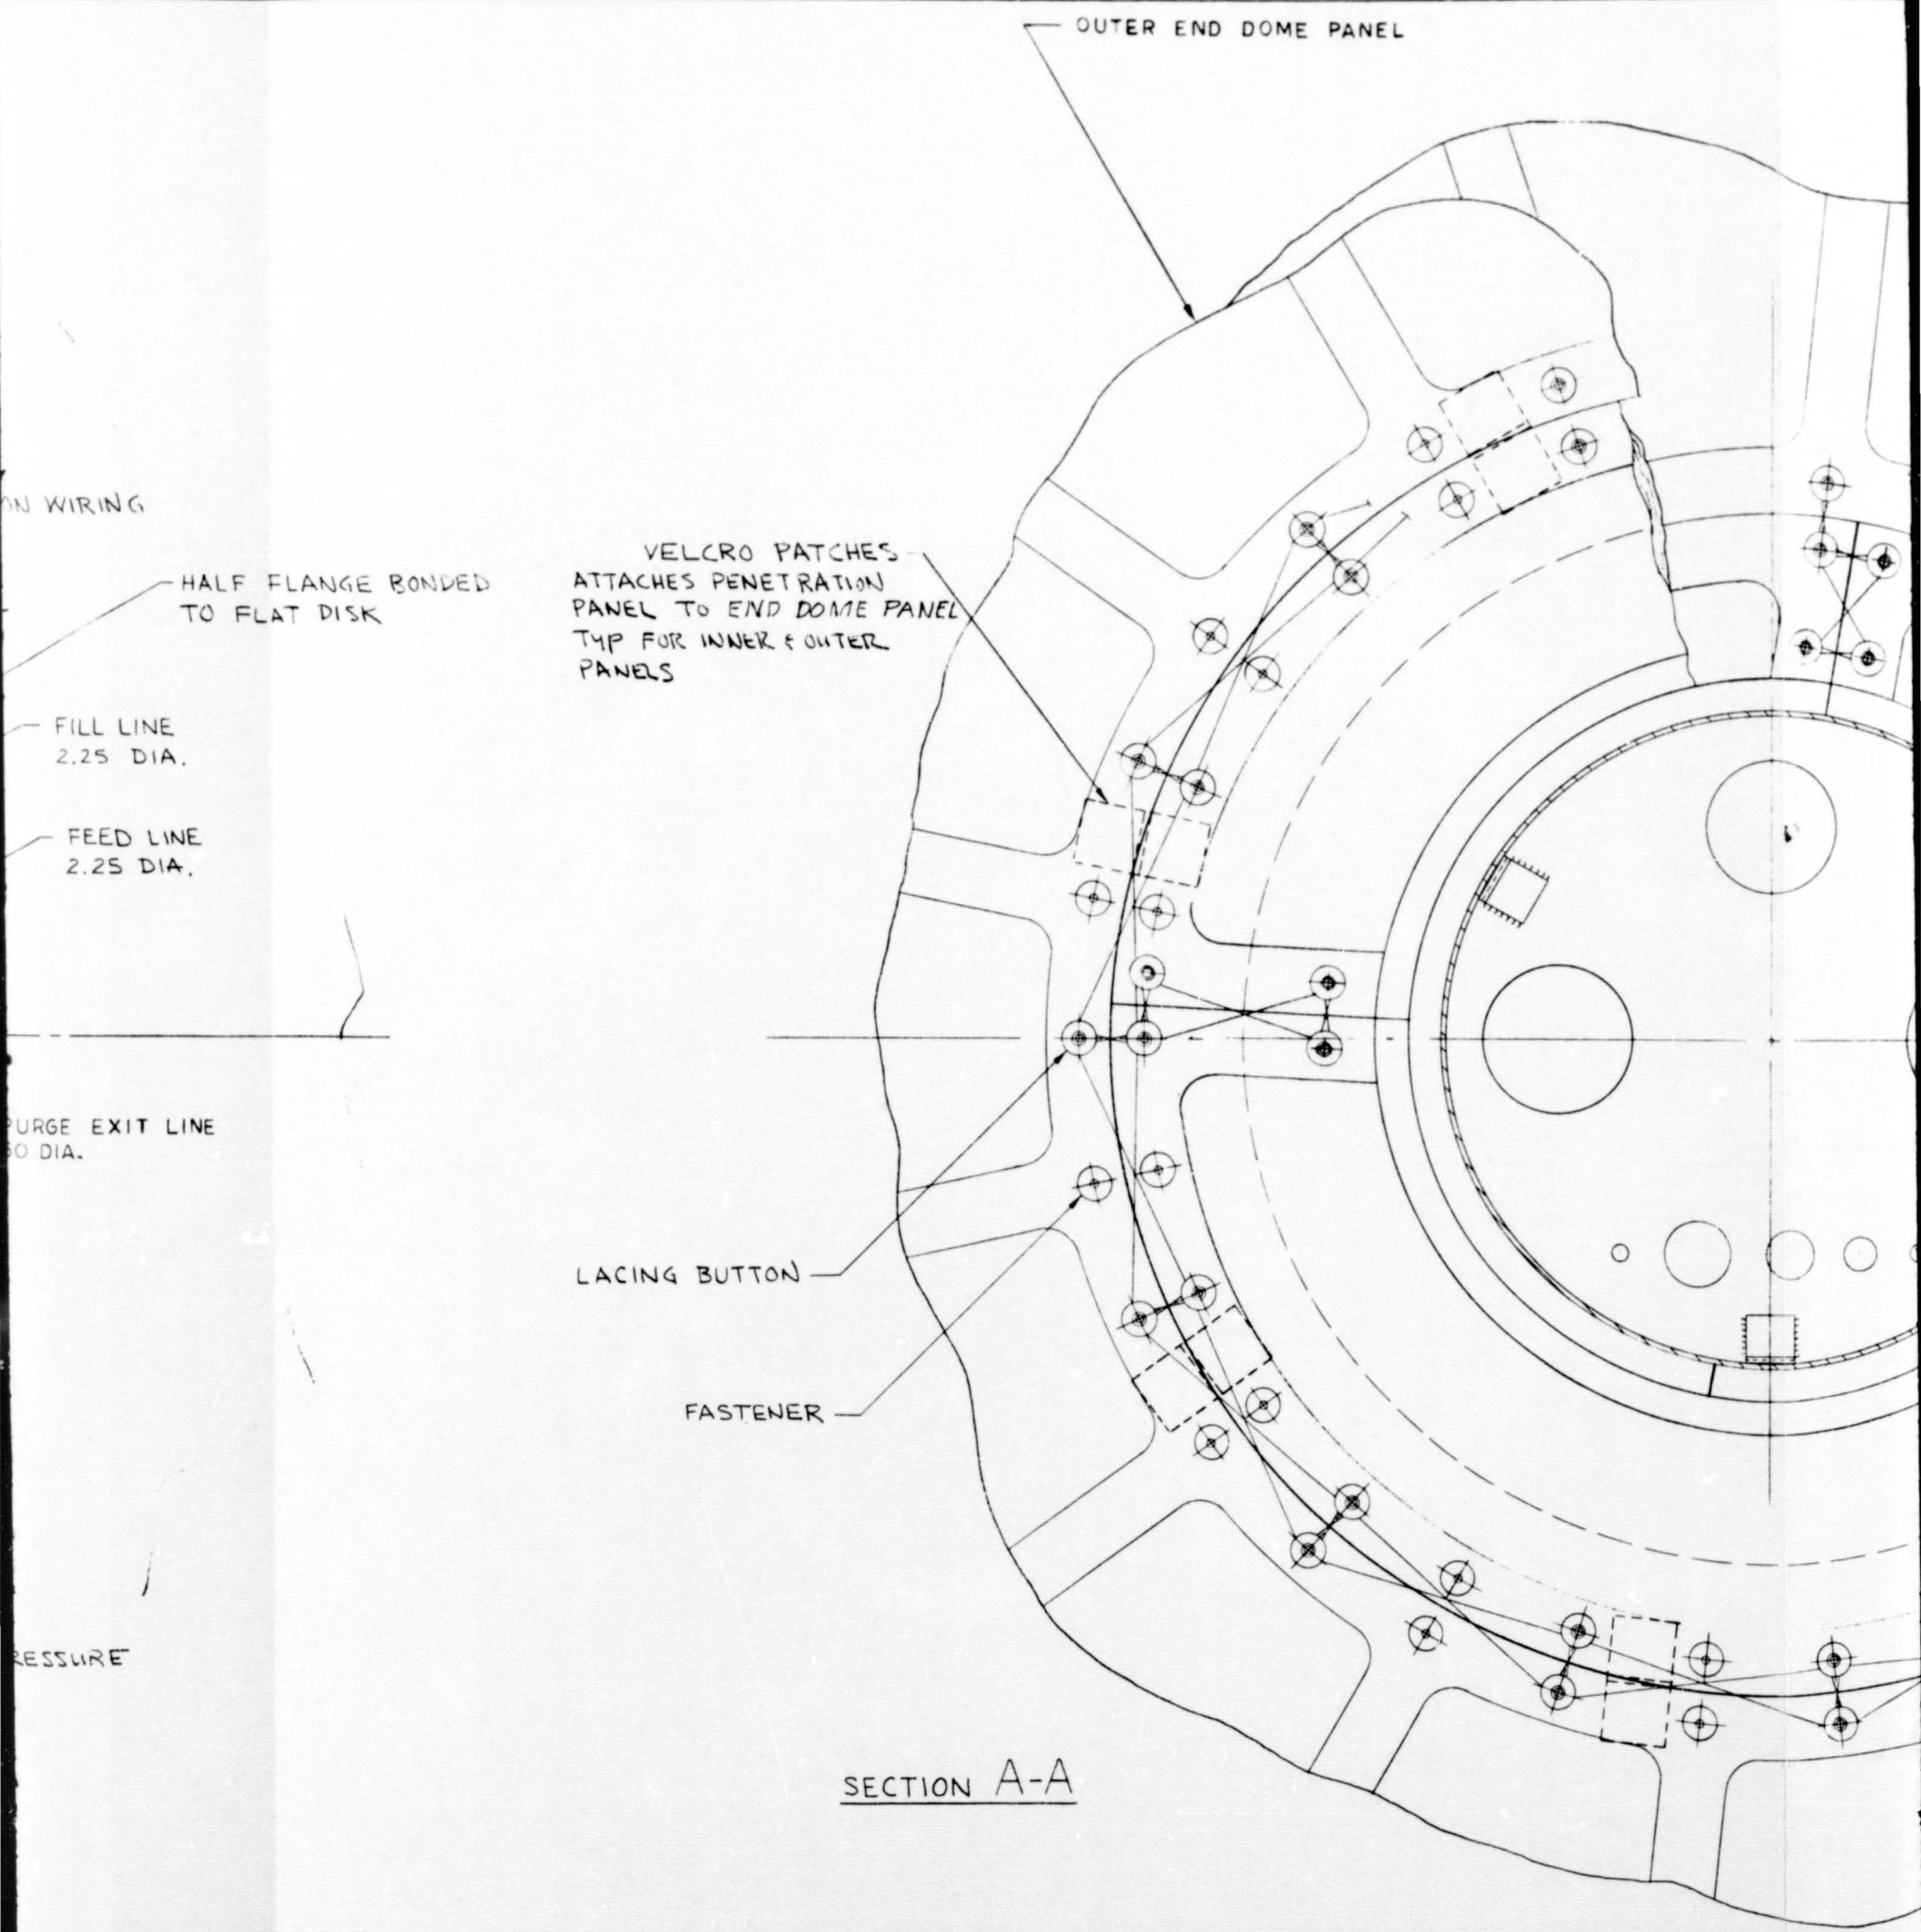 OUTER END DOME PANEL
WIRING
HALF FLANGE BONDED
TO FLAT DISK
VELCRO PATCHES
ATTACHES PENETRATION
PANEL TO END DOME PANEL
TYP FOR INNER & OUTER
PANELS
FILL LINE
2.25 DIA.
FEED LINE
2.25 DIA.
EXIT LINE
DIA.
LACING BUTTON
FASTENER
SECTION A-A